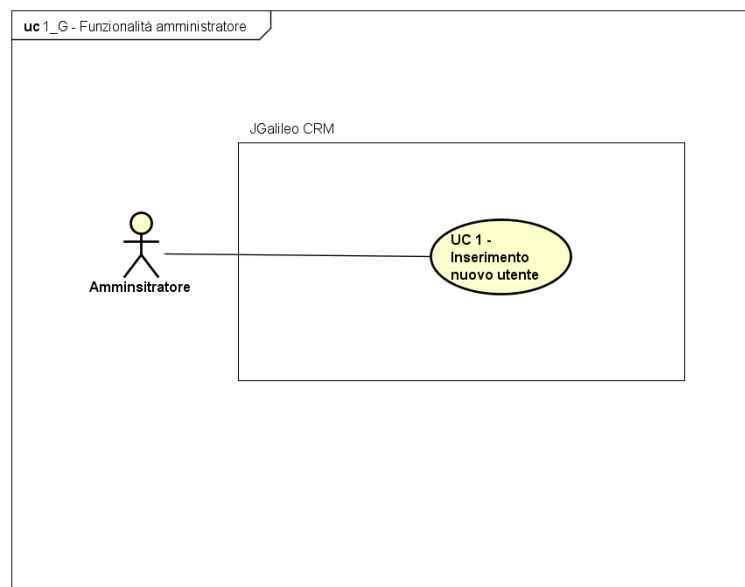 uc 1_G - Funzionalità amministratore
JGalileo CRM
UC 1 -
Inserimento
nuovo utente
Amminsitratore